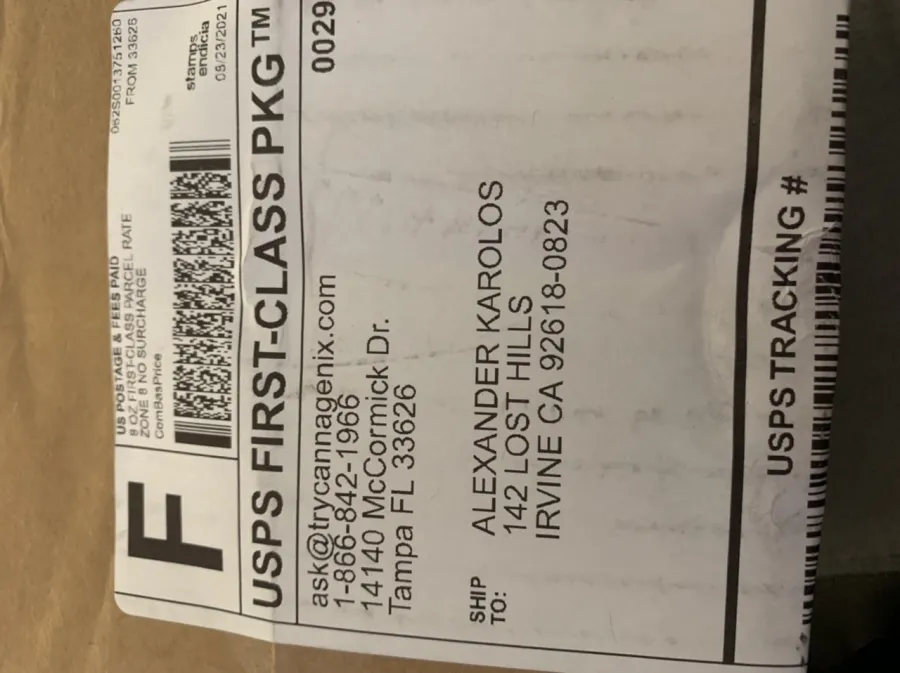 F
US POSTAGE & FEES PAID
8 OZ FIRST-CLASS PARCEL RATE
ZONE 8 NO SURCHARGE
ComBasPrice
062S0013751260
FROM 33626
stamps
endicia
08/23/2021
USPS FIRST-CLASS PKG™
ask@trycannagenix.com
1-866-842-1966
14140 McCormick Dr.
Tampa FL 33626
0029
SHIP
TO:
ALEXANDER KAROLOS
142 LOST HILLS
IRVINE CA 92618-0823
USPS TRACKING #